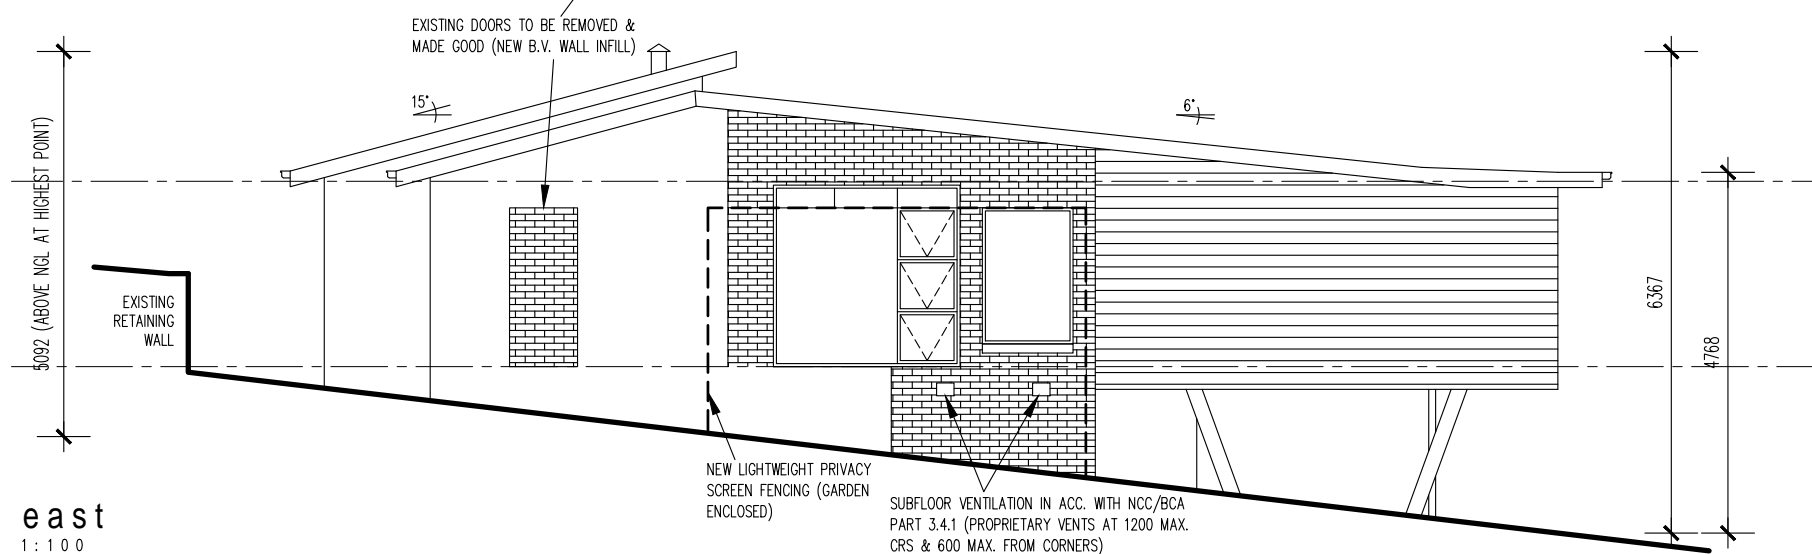 EXISTING DOORS TO BE REMOVED &
MADE GOOD (NEW B.V. WALL INFILL)
15°
6°
5092 (ABOVE NGL AT HIGHEST POINT)
EXISTING
RETAINING
WALL
6367
4768
NEW LIGHTWEIGHT PRIVACY
SCREEN FENCING (GARDEN
ENCLOSED)
SUBFLOOR VENTILATION IN ACC. WITH NCC/BCA
PART 3.4.1 (PROPRIETARY VENTS AT 1200 MAX.
CRS & 600 MAX. FROM CORNERS)
east
1:100